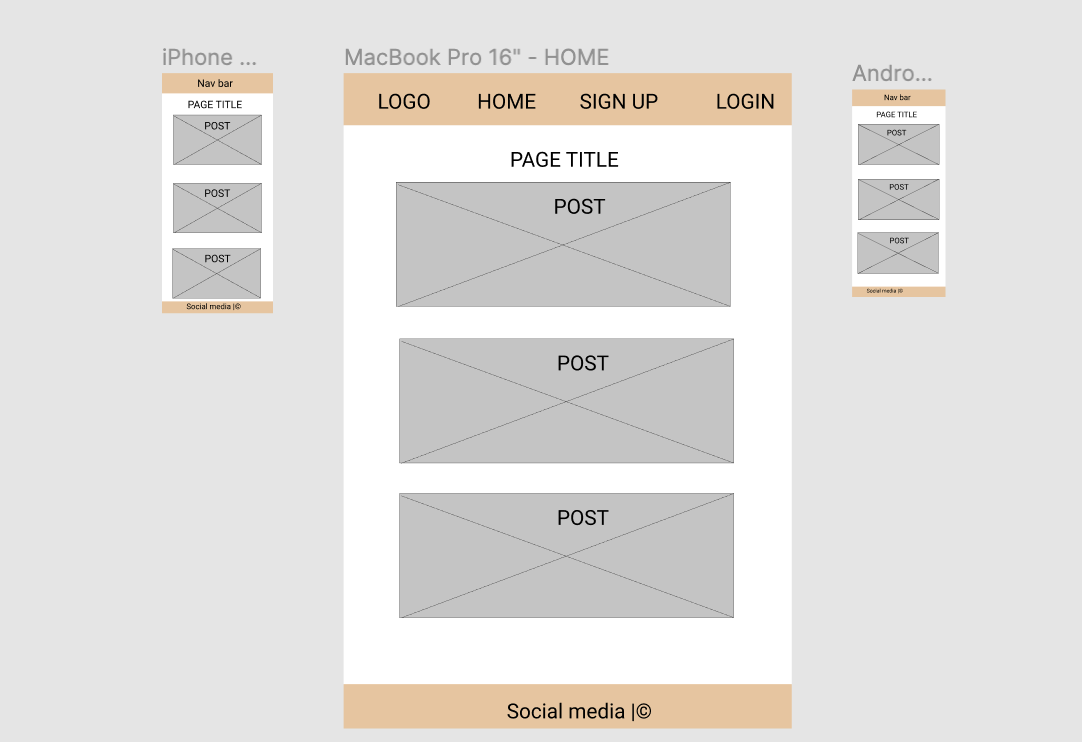 iPhone ...
Nav bar
PAGE TITLE
POST
POST
POST
Social media |©
MacBook Pro 16" - HOME
LOGO HOME SIGN UP LOGIN
PAGE TITLE
POST
POST
POST
Social media |©
Andro...
Nav bar
PAGE TITLE
POST
POST
POST
Social media |©